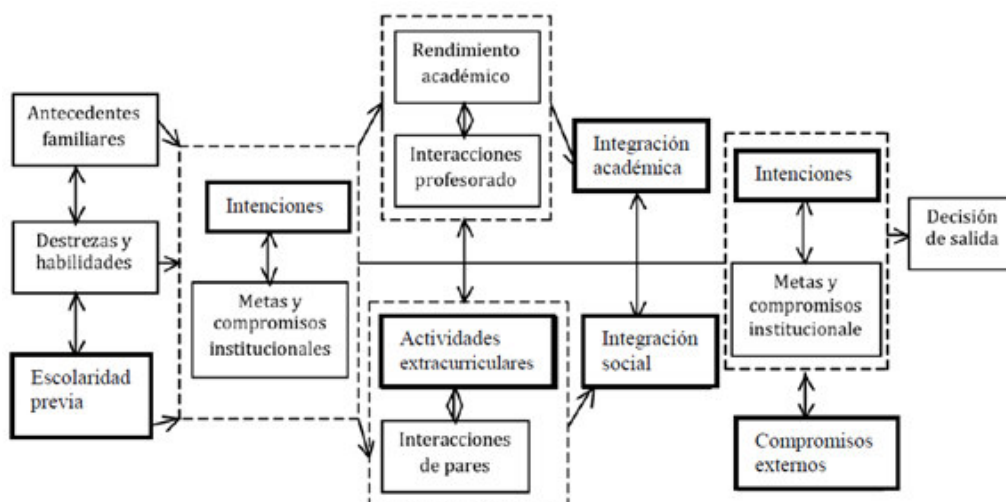 Antecedentes
familiares
Destrezas y
habilidades
Escolaridad
previa
Intenciones
Metas y
compromisos
institucionales
Rendimiento
académico
Interacciones
profesorado
Actividades
extracurriculares
Interacciones
de pares
Integración
académica
Integración
social
Intenciones
Metas y
compromisos
institucionale
Compromisos
externos
Decisión
de salida